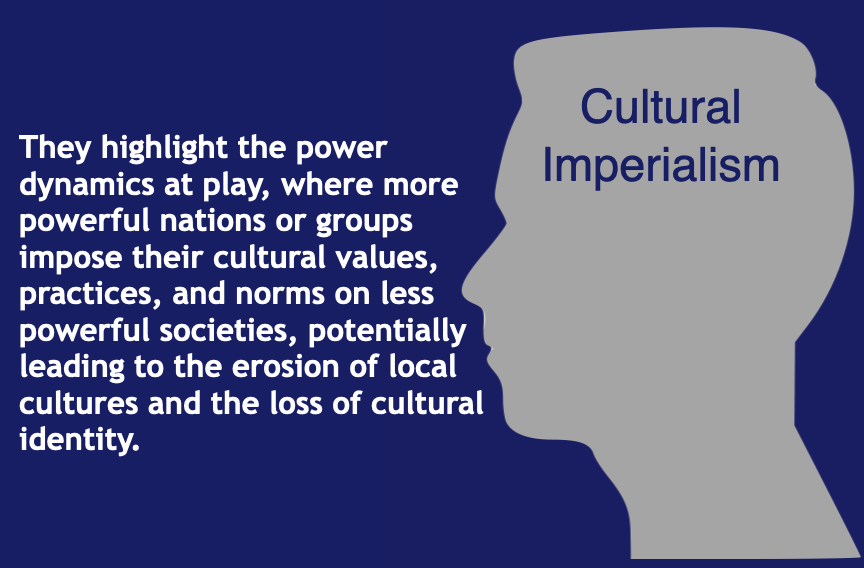 They highlight the power
dynamics at play, where more
powerful nations or groups
impose their cultural values,
practices, and norms on less
powerful societies, potentially
leading to the erosion of local
cultures and the loss of cultural
identity.
Cultural
Imperialism